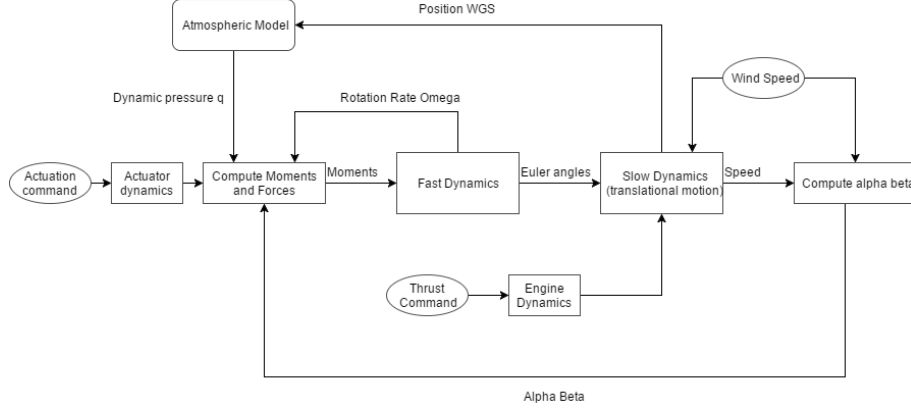 Position WGS
Atmospheric Model
Wind Speed
Dynamic pressure q
Rotation Rate Omega
Actuation
command
Actuator
dynamics
Compute Moments
and Forces
Moments
Fast Dynamics
Euler angles
Slow Dynamics
(translational motion)
Speed
Compute alpha beta
Thrust
Command
Engine
Dynamics
Alpha Beta